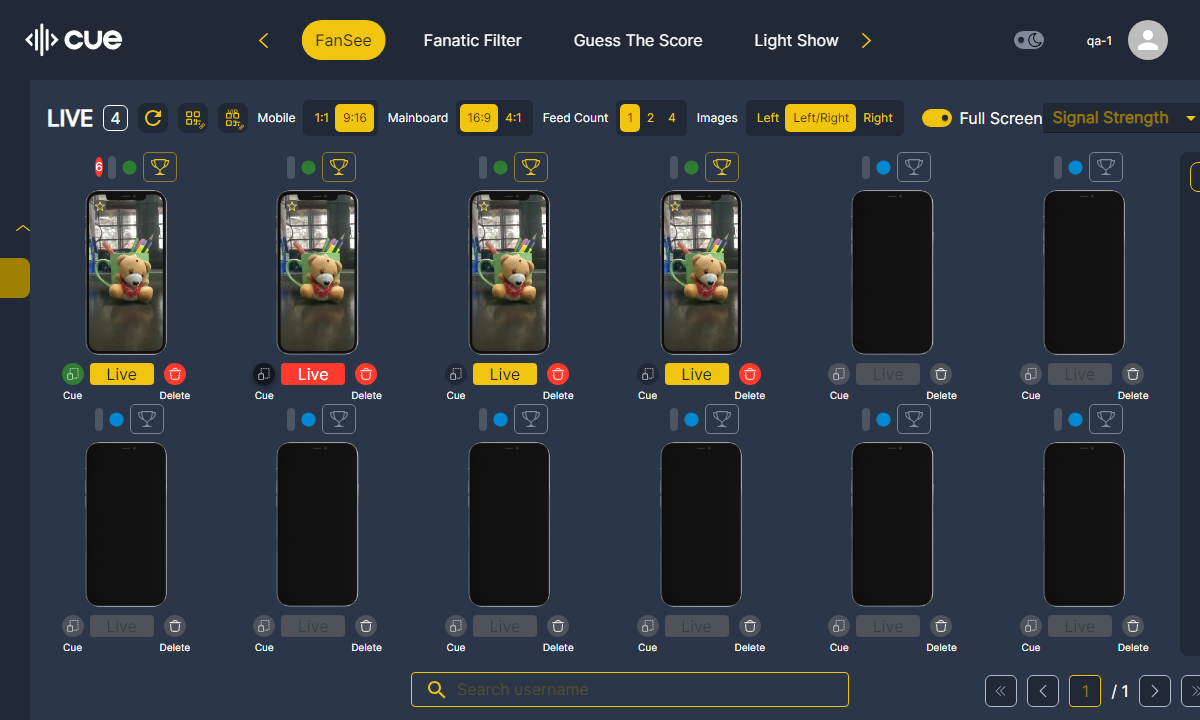 cue
FanSee
Fanatic Filter
Guess The Score
Light Show
qa-1
LIVE 4
Mobile 1:1 9:16
Mainboard 16:9 4:1
Feed Count 1 2 4
Images Left Left/Right Right
Full Screen
Signal Strength
6
Live Live Live Live Live Live
Cue Delete Cue Delete Cue Delete Cue Delete Cue Delete Cue Delete
Live Live Live Live Live Live
Cue Delete Cue Delete Cue Delete Cue Delete Cue Delete Cue Delete
Search username
1 / 1